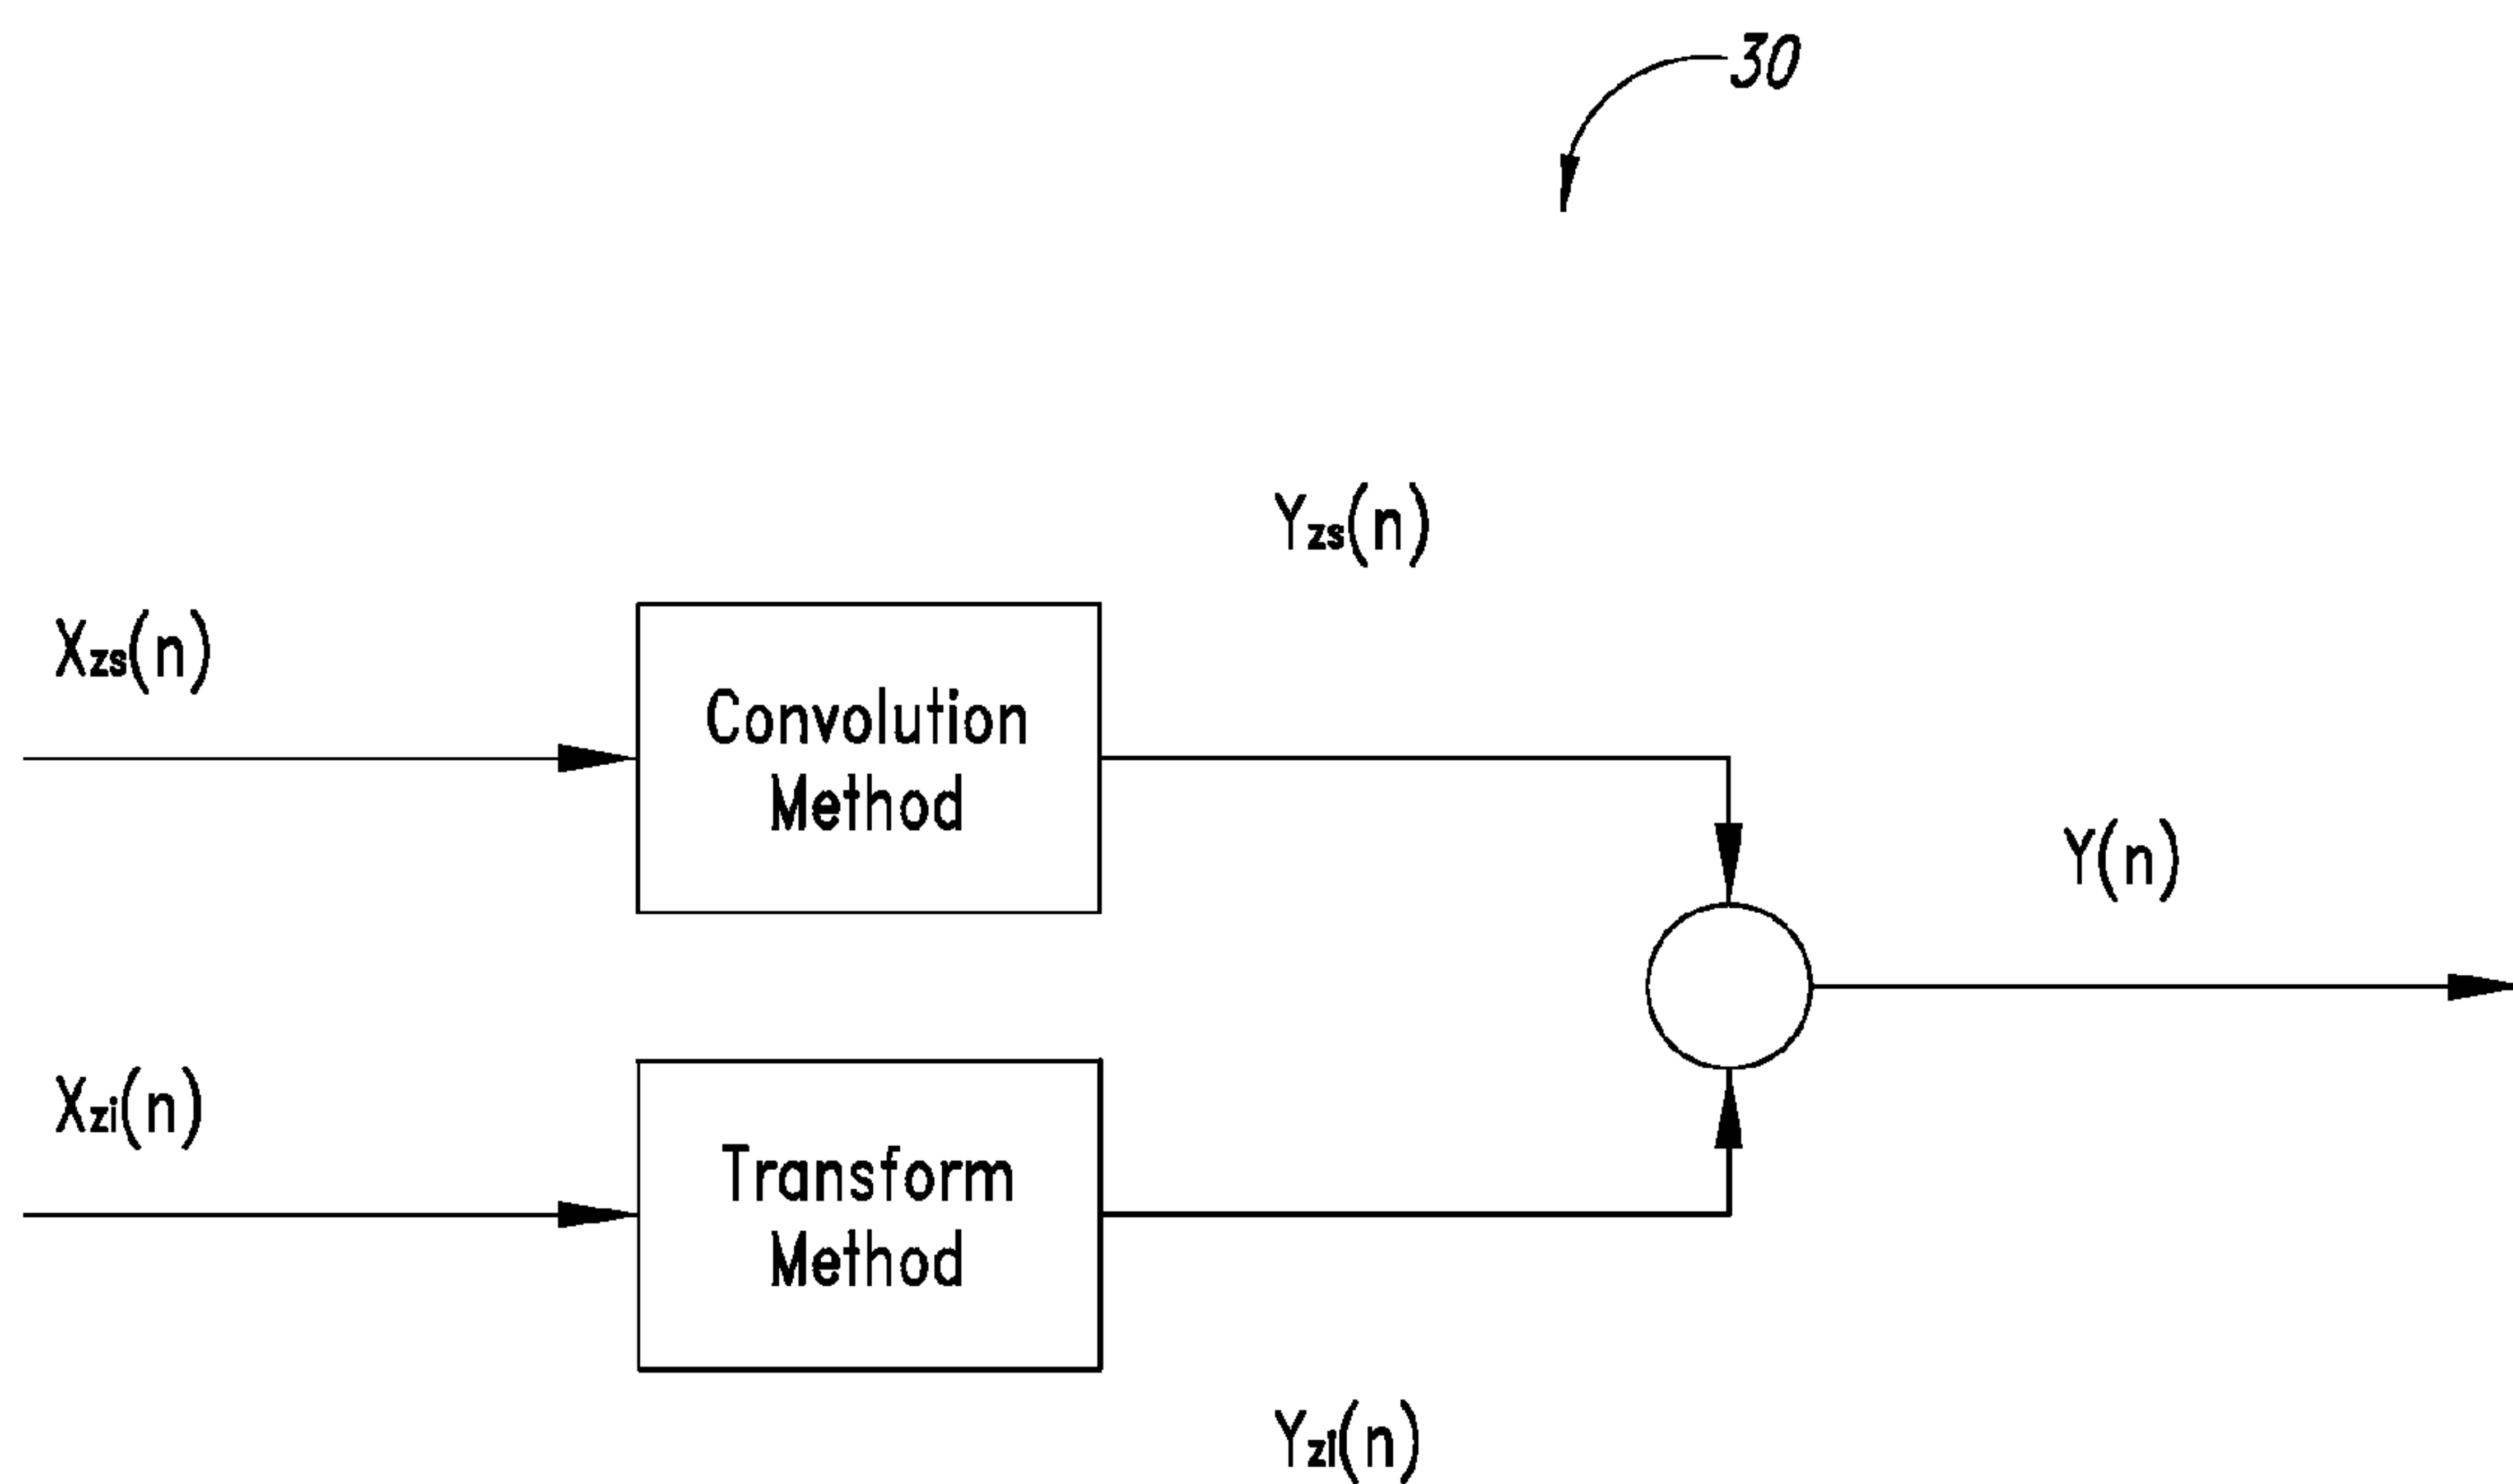 30
Yzs(n)
Xzs(n)
Convolution
Method
Y(n)
Xzi(n)
Transform
Method
Yzi(n)